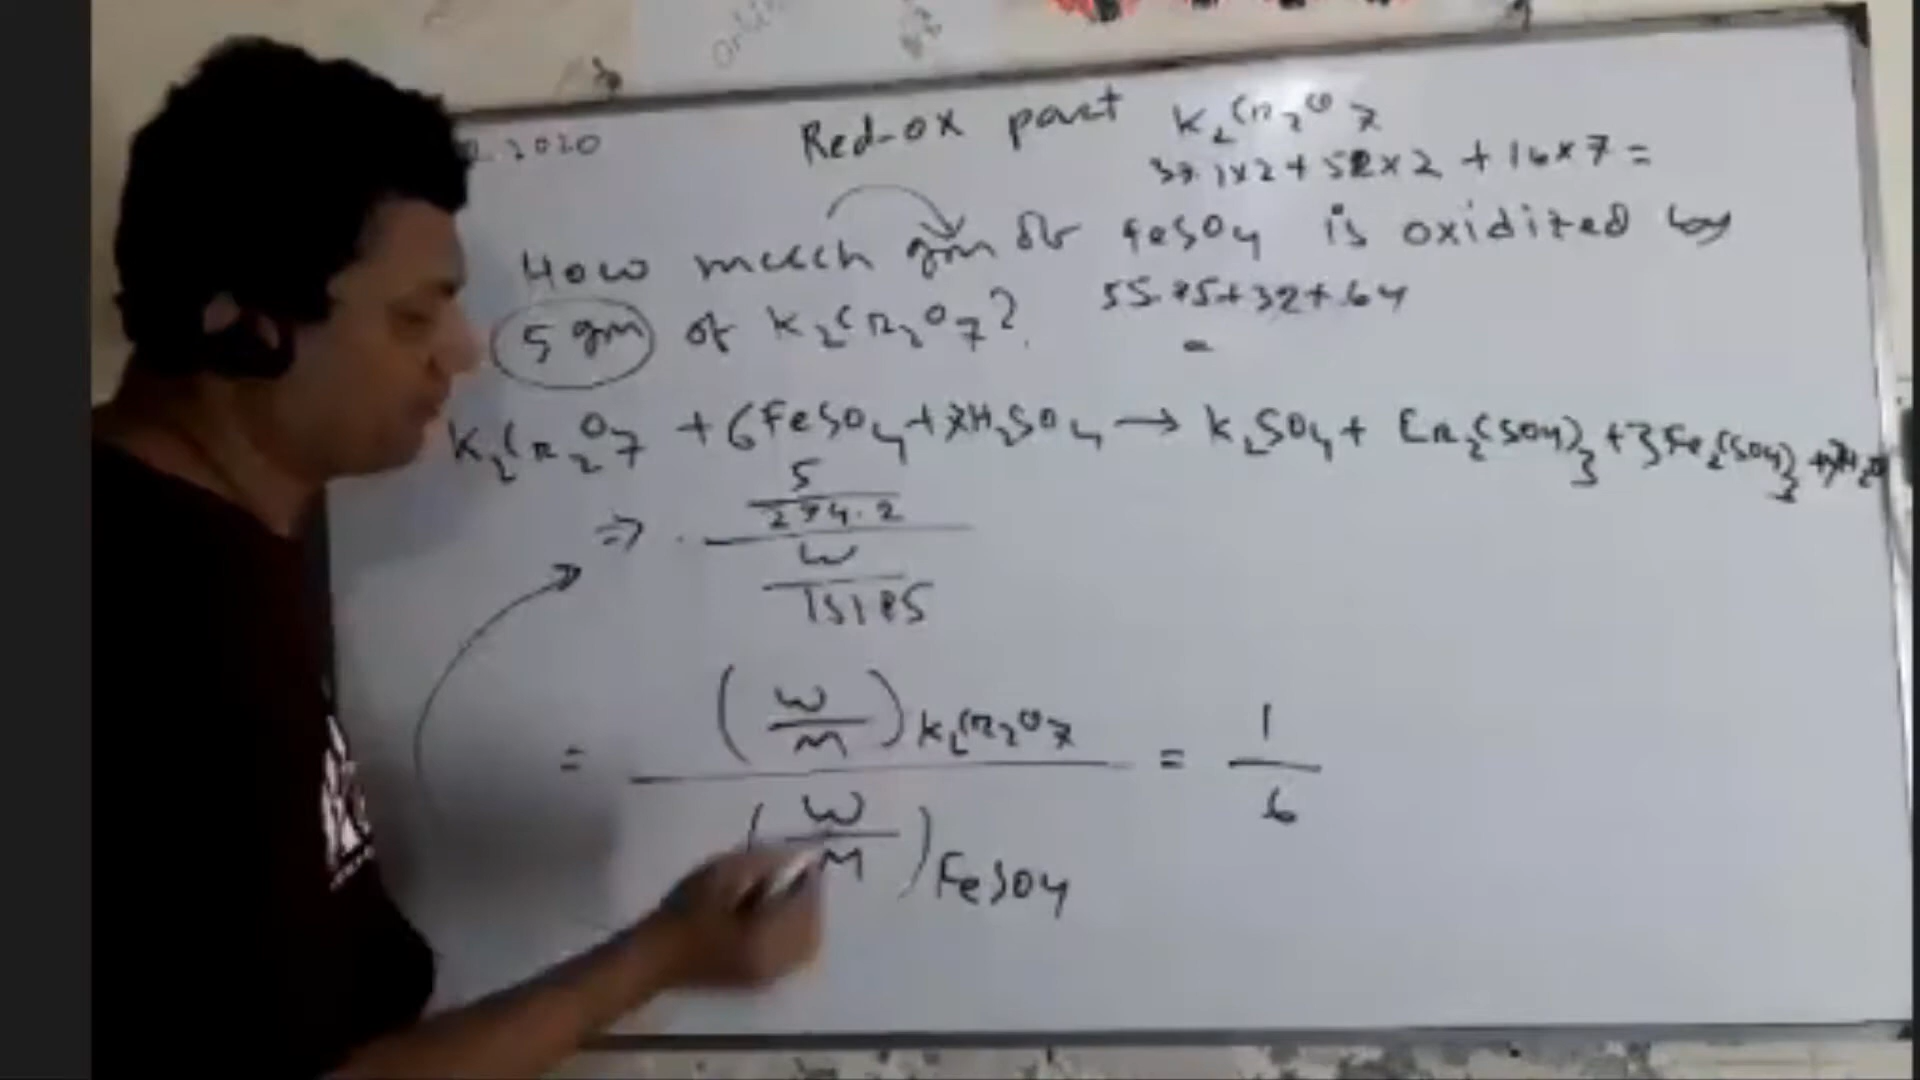 Onlin
2.2020
Red-ox part K₂Cr₂O₇
39.1×2+52×2+16×7=
How much gm of FeSO₄ is oxidized by
5 gm of K₂Cr₂O₇? 55.85+32+64
=
K₂Cr₂O₇ + 6FeSO₄+7H₂SO₄ → K₂SO₄+ Cr₂(SO₄)₃+3Fe₂(SO₄)₃+7H₂O
5
⇒ 294.2
w
151.85
= (w/M)K₂Cr₂O₇ = 1
(w/M)FeSO₄ 6